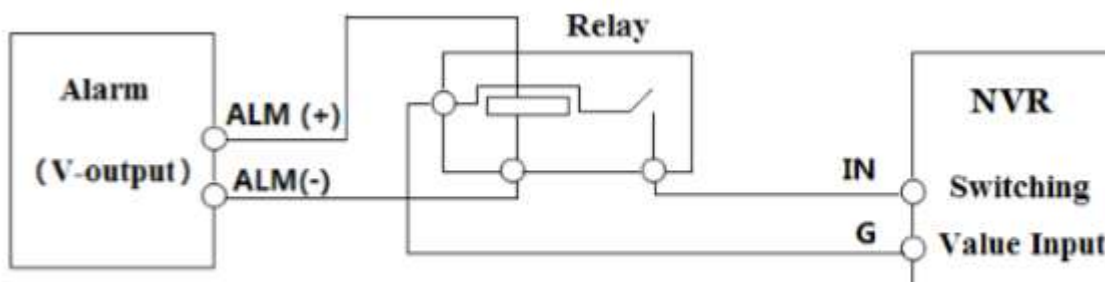 Relay
Alarm
(V-output)
ALM (+)
ALM(-)
NVR
IN
Switching
G
Value Input